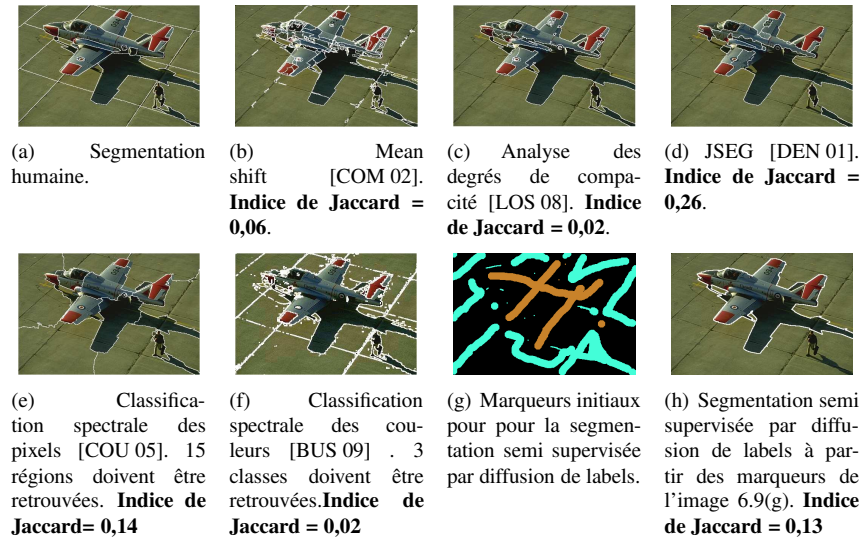 (a) Segmentation
humaine.
(b) Mean
shift [COM 02].
Indice de Jaccard =
0,06.
(c) Analyse des
degrés de compa-
cité [LOS 08]. Indice
de Jaccard = 0,02.
(d) JSEG [DEN 01].
Indice de Jaccard =
0,26.
(e) Classifica-
tion spectrale des
pixels [COU 05]. 15
régions doivent être
retrouvées. Indice de
Jaccard= 0,14
(f) Classification
spectrale des cou-
leurs [BUS 09] . 3
classes doivent être
retrouvées.Indice de
Jaccard = 0,02
(g) Marqueurs initiaux
pour pour la segmen-
tation semi supervisée
par diffusion de labels.
(h) Segmentation semi
supervisée par diffu-
sion de labels à par-
tir des marqueurs de
l'image 6.9(g). Indice
de Jaccard = 0,13